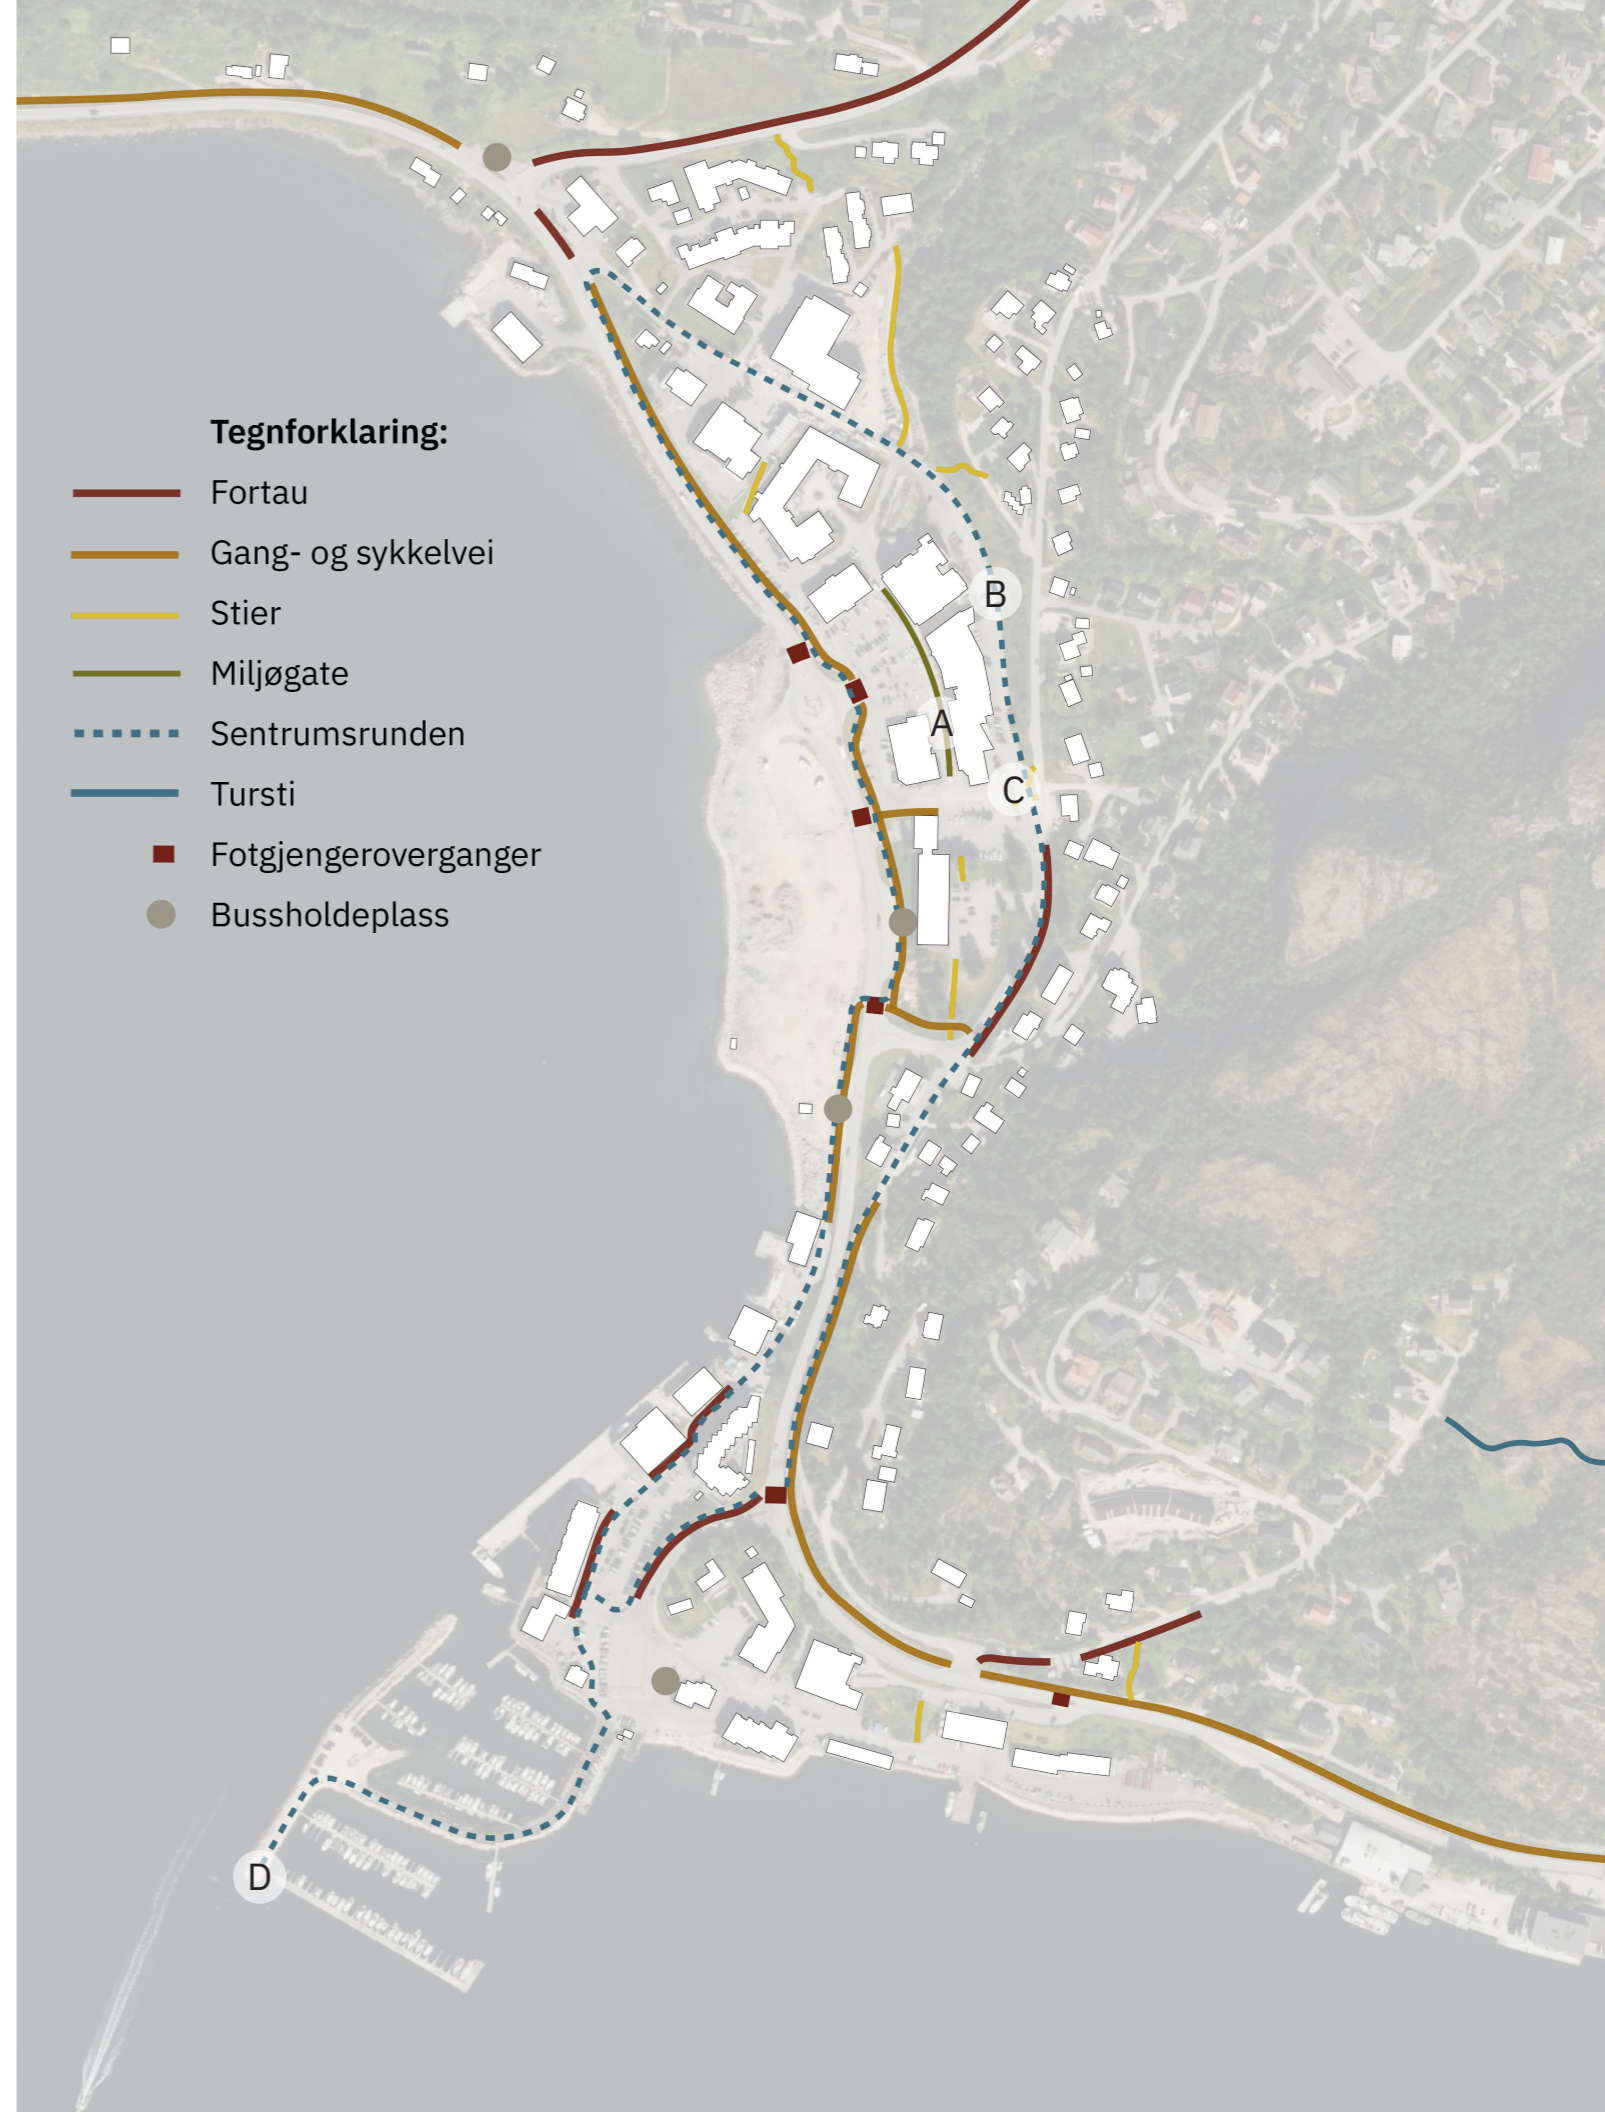 Tegnforklaring:
Fortau
Gang- og sykkelvei
Stier
Miljøgate
Sentrumsrunden
Tursti
Fotgjengeroverganger
Bussholdeplass
B
A
C
D